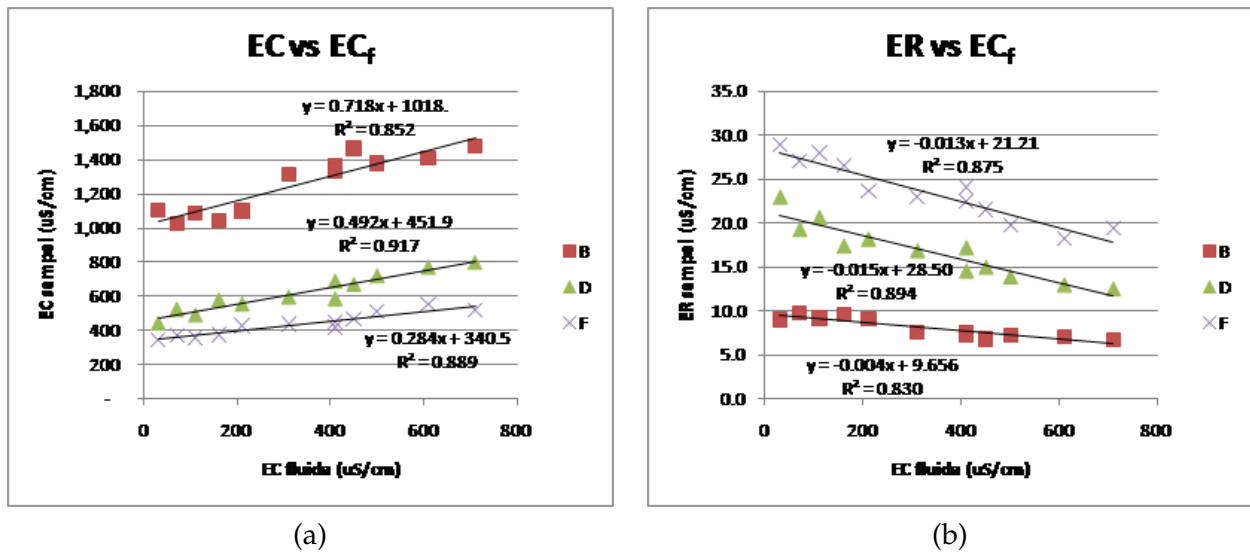 EC vs ECf
1,800
1,600
1,400
1,200
1,000
800
600
400
200
-
EC sampel (uS/cm)
y = 0.718x + 1018.
R² = 0.852
y = 0.492x + 451.9
R² = 0.917
y = 0.284x + 340.5
R² = 0.889
B
D
F
0 200 400 600 800
EC fluida (uS/cm)
(a)
ER vs ECf
35.0
30.0
25.0
20.0
15.0
10.0
5.0
0.0
ER sampel (uS/cm)
y = -0.013x + 21.21
R² = 0.875
y = -0.015x + 28.50
R² = 0.894
y = -0.004x + 9.656
R² = 0.830
B
D
F
0 200 400 600 800
EC fluida (uS/cm)
(b)